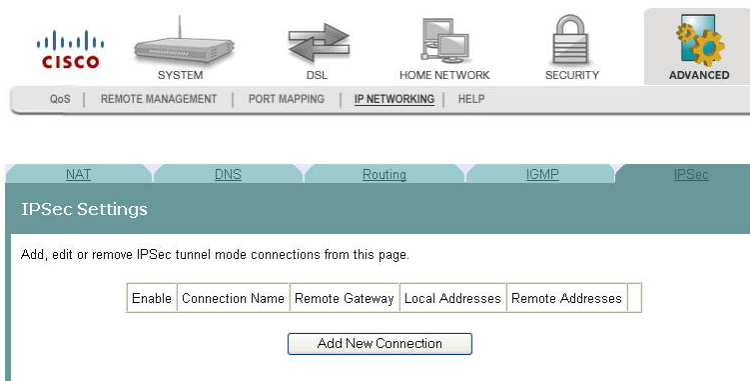 CISCO
SYSTEM
DSL
HOME NETWORK
SECURITY
ADVANCED
QoS | REMOTE MANAGEMENT | PORT MAPPING | IP NETWORKING | HELP
NAT DNS Routing IGMP IPSec
IPSec Settings
Add, edit or remove IPSec tunnel mode connections from this page.
Enable Connection Name Remote Gateway Local Addresses Remote Addresses
Add New Connection